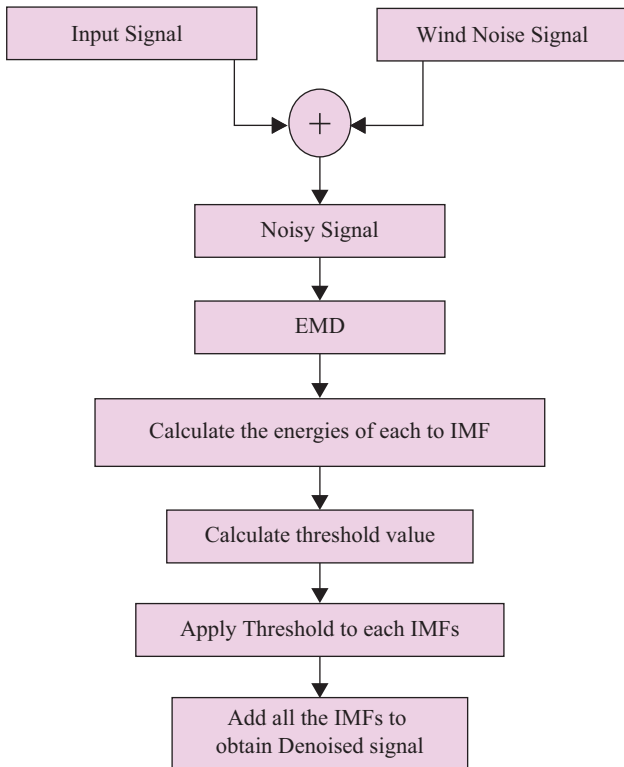 Input Signal
Wind Noise Signal
+
Noisy Signal
EMD
Calculate the energies of each to IMF
Calculate threshold value
Apply Threshold to each IMFs
Add all the IMFs to
obtain Denoised signal